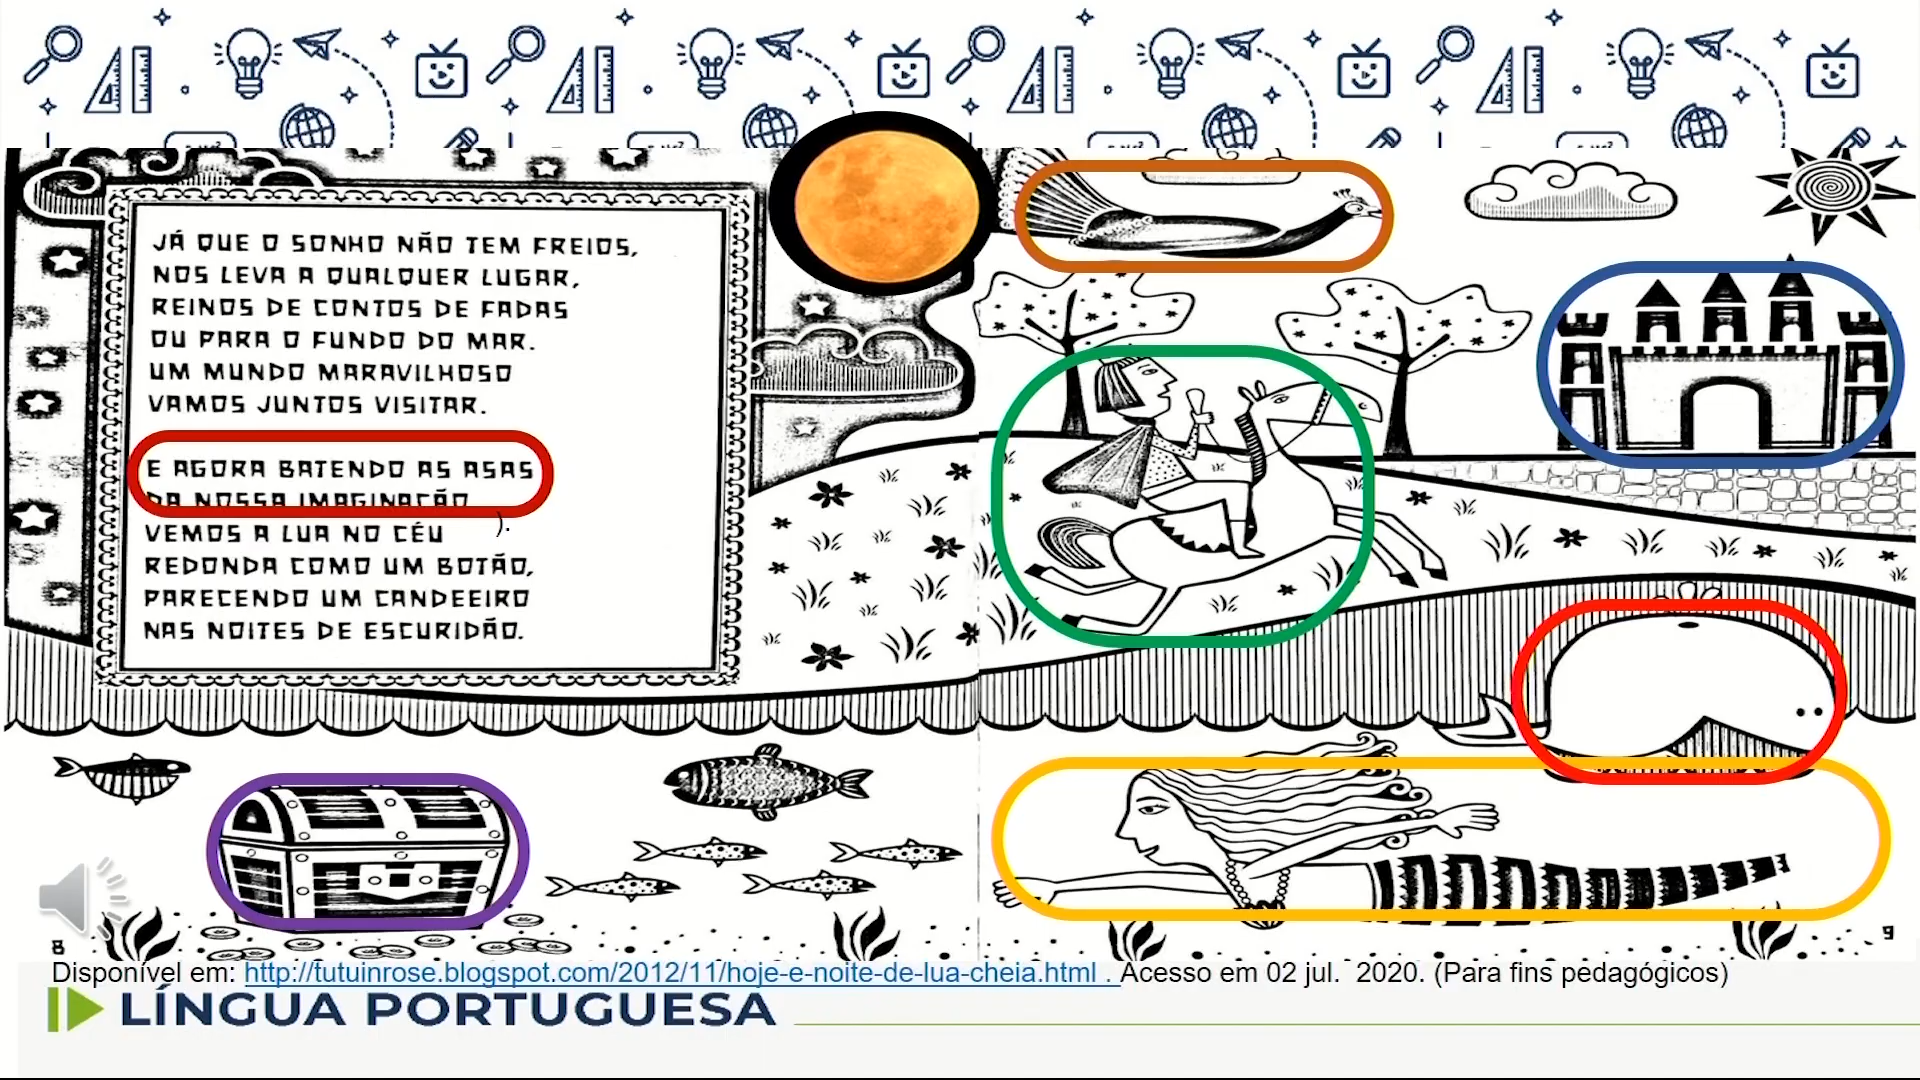 JÁ QUE O SONHO NÃO TEM FREIOS,
NOS LEVA A QUALQUER LUGAR,
REINOS DE CONTOS DE FADAS
OU PARA O FUNDO DO MAR.
UM MUNDO MARAVILHOSO
VAMOS JUNTOS VISITAR.
E AGORA BATENDO AS ASAS
DA NOSSA IMAGINAÇÃO
).
VEMOS A LUA NO CÉU
REDONDA COMO UM BOTÃO,
PARECENDO UM CANDEEIRO
NAS NOITES DE ESCURIDÃO.
8
9
Disponível em: http://tutuinrose.blogspot.com/2012/11/hoje-e-noite-de-lua-cheia.html . Acesso em 02 jul. 2020. (Para fins pedagógicos)
LÍNGUA PORTUGUESA